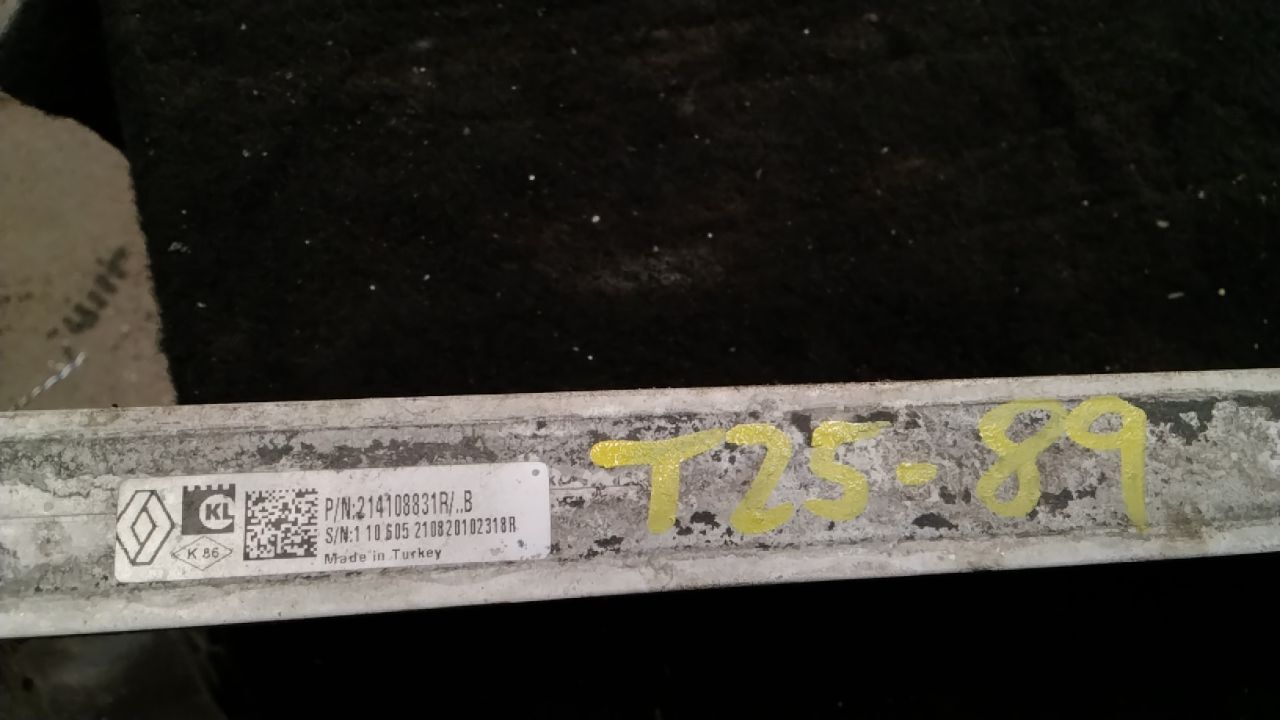 P/N:214108831R/..B
S/N:1 10 605 210820102318R
Made in Turkey
KL
K 86
T25-89